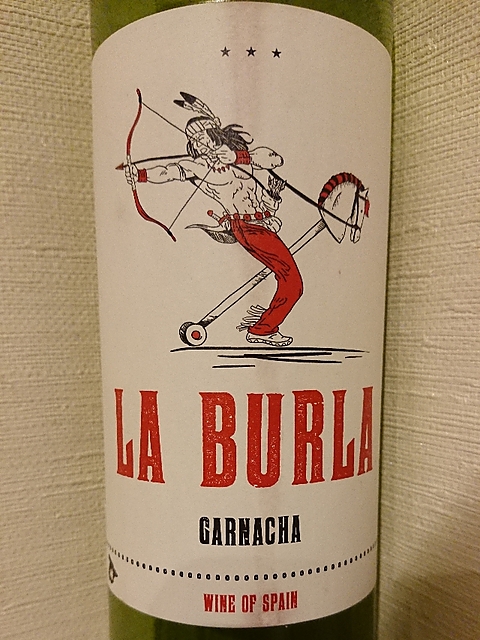 ★ ★ ★
LA BURLA
GARNACHA
WINE OF SPAIN